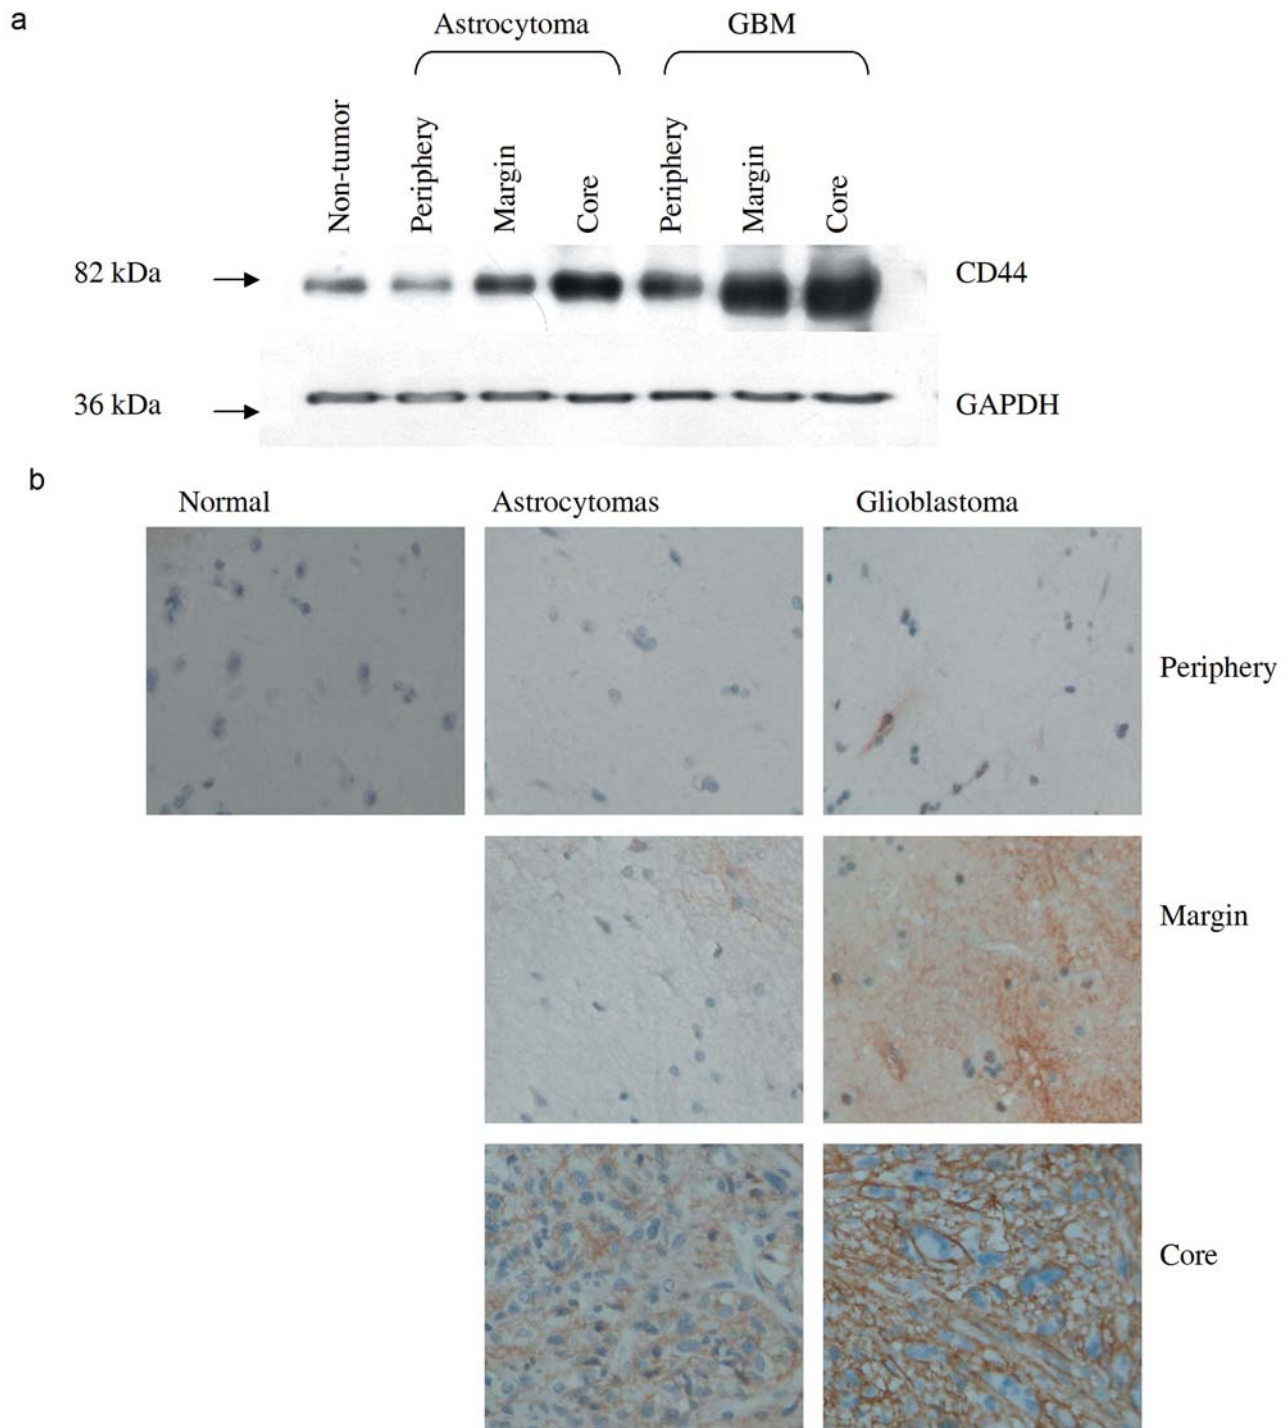 a
Astrocytoma GBM
Non-tumor
Periphery
Margin
Core
Periphery
Margin
Core
82 kDa CD44
36 kDa GAPDH
b
Normal Astrocytomas Glioblastoma
Periphery
Margin
Core